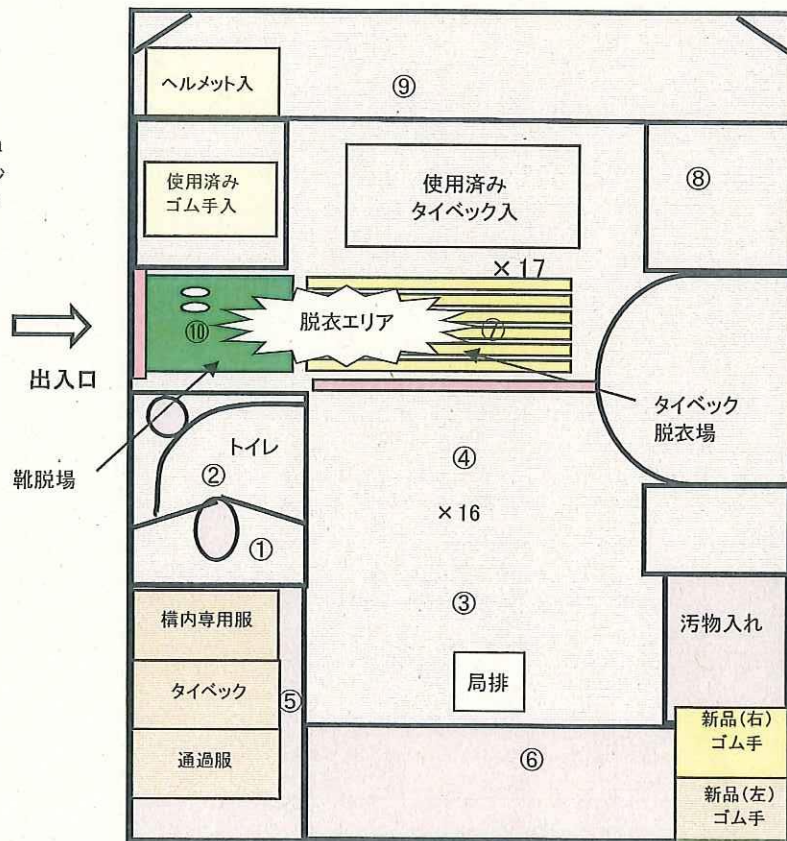 ヘルメット入
⑨
使用済み
ゴム手入
使用済み
タイベック入
⑧
×17
脱衣エリア
⑩
⑦
出入口
タイベック
脱衣場
靴脱場
トイレ
②
①
④
×16
③
構内専用服
タイベック
通過服
⑤
局排
汚物入れ
⑥
新品(右)
ゴム手
新品(左)
ゴム手